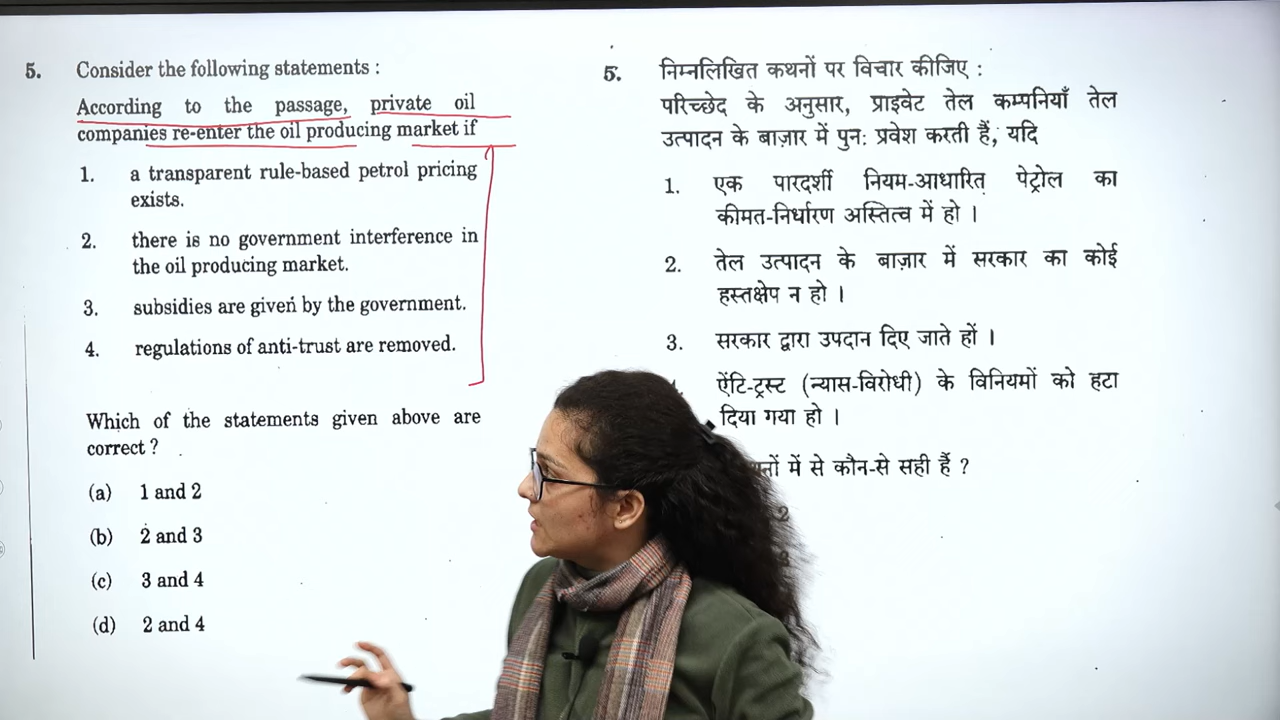 5.
Consider the following statements :
According to the passage, private oil
companies re-enter the oil producing market if
1. a transparent rule-based petrol pricing
exists.
2. there is no government interference in
the oil producing market.
3. subsidies are given by the government.
4. regulations of anti-trust are removed.
Which of the statements given above are
correct ?
(a) 1 and 2
(b) 2 and 3
(c) 3 and 4
(d) 2 and 4
5.
निम्नलिखित कथनों पर विचार कीजिए :
परिच्छेद के अनुसार, प्राइवेट तेल कम्पनियाँ तेल
उत्पादन के बाज़ार में पुन: प्रवेश करती हैं, यदि
1. एक पारदर्शी नियम-आधारित पेट्रोल का
कीमत-निर्धारण अस्तित्व में हो ।
2. तेल उत्पादन के बाज़ार में सरकार का कोई
हस्तक्षेप न हो ।
3. सरकार द्वारा उपदान दिए जाते हों ।
ऐंटि-ट्रस्ट (न्यास-विरोधी) के विनियमों को हटा
दिया गया हो ।
में से कौन-से सही हैं ?
2